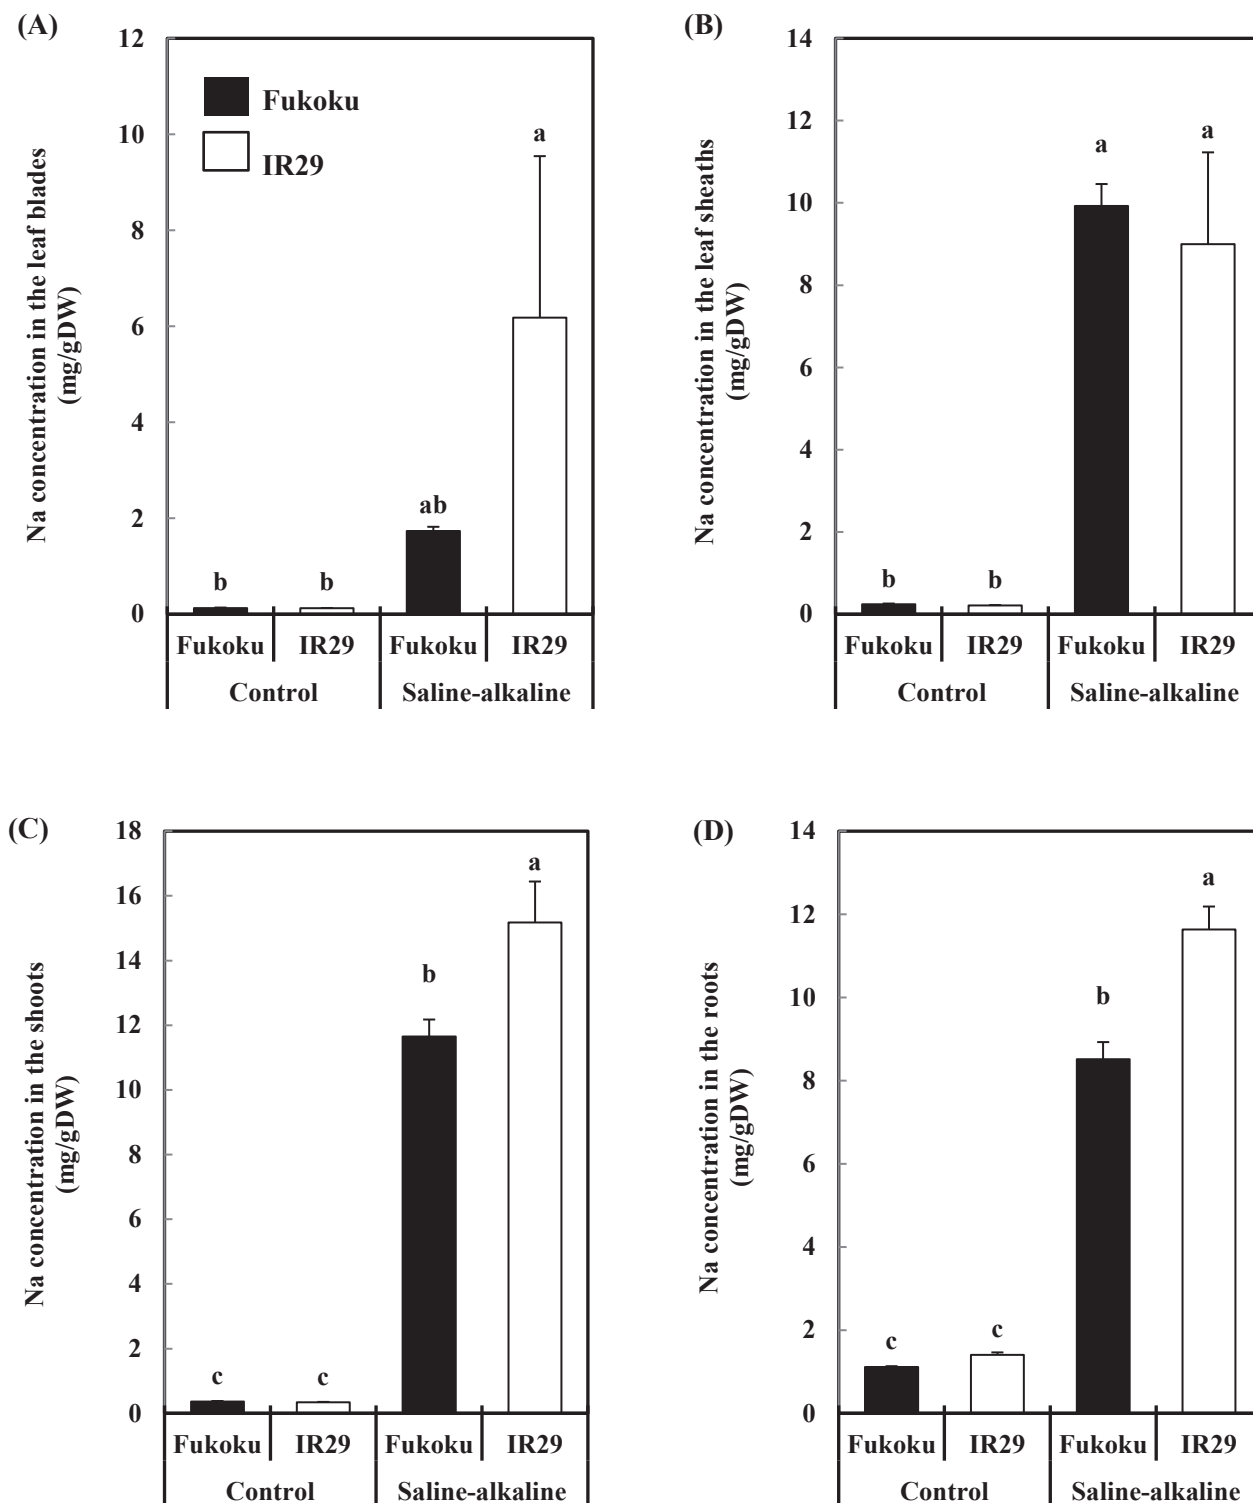 (A)
12
10
8
6
4
2
0
Na concentration in the leaf blades
(mg/gDW)
Fukoku
IR29
b
b
ab
a
Fukoku IR29 Fukoku IR29
Control Saline-alkaline
(B)
14
12
10
8
6
4
2
0
Na concentration in the leaf sheaths
(mg/gDW)
b
b
a
a
Fukoku IR29 Fukoku IR29
Control Saline-alkaline
(C)
18
16
14
12
10
8
6
4
2
0
Na concentration in the shoots
(mg/gDW)
c
c
b
a
Fukoku IR29 Fukoku IR29
Control Saline-alkaline
(D)
14
12
10
8
6
4
2
0
Na concentration in the roots
(mg/gDW)
c
c
b
a
Fukoku IR29 Fukoku IR29
Control Saline-alkaline